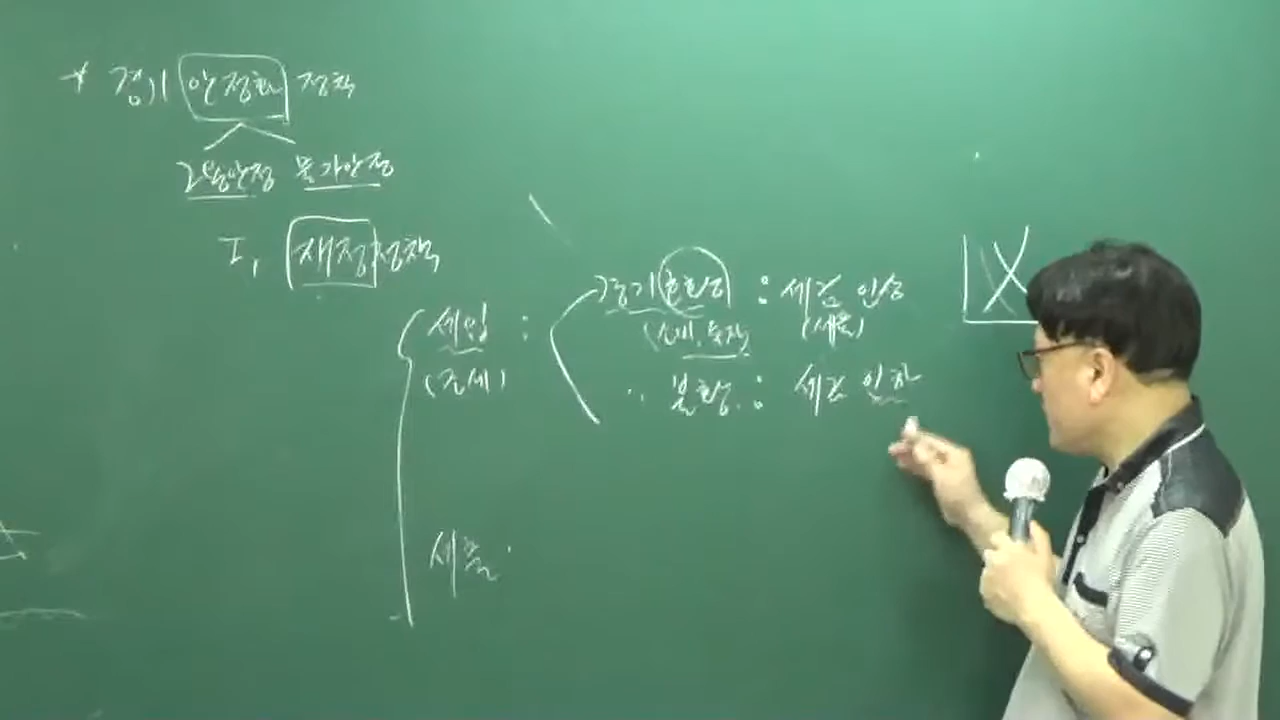 * 경기 안정화 정책
고용안정 물가안정
I, 재정정책
세입 : 경기호황 : 세금 인상
(조세) (소비, 투자) (세율)
불황 : 세금 인하
세출